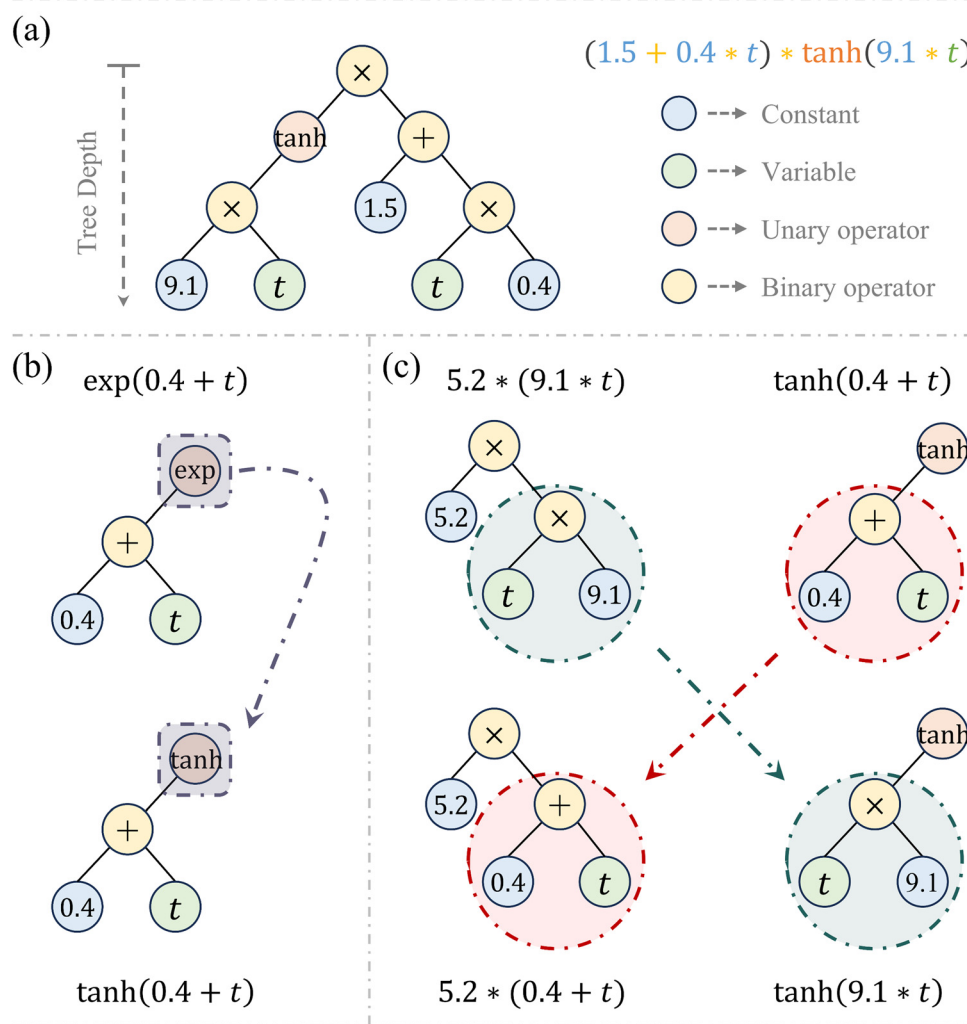 (a)
(1.5 + 0.4 * t) * tanh(9.1 * t)
×
Constant
tanh
+
Tree Depth
Variable
×
1.5
×
Unary operator
9.1
t
t
0.4
Binary operator
(b)
exp(0.4 + t)
exp
+
0.4
t
tanh
+
0.4
t
tanh(0.4 + t)
(c)
5.2 * (9.1 * t)
tanh(0.4 + t)
×
5.2
×
t
9.1
tanh
+
0.4
t
×
5.2
+
0.4
t
tanh
×
t
9.1
5.2 * (0.4 + t)
tanh(9.1 * t)